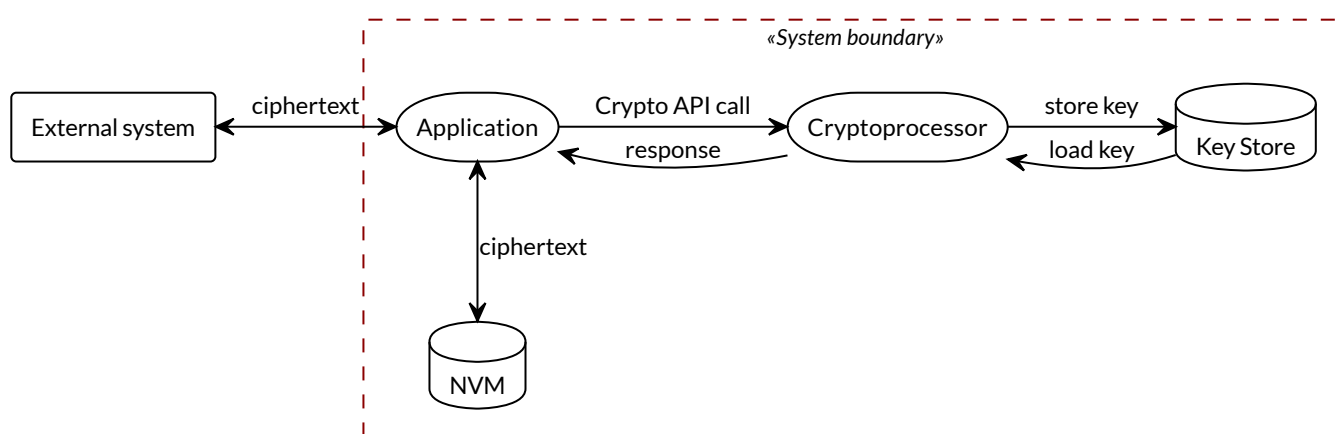 «System boundary»
External system
ciphertext
Application
Crypto API call
response
Cryptoprocessor
store key
load key
Key Store
ciphertext
NVM